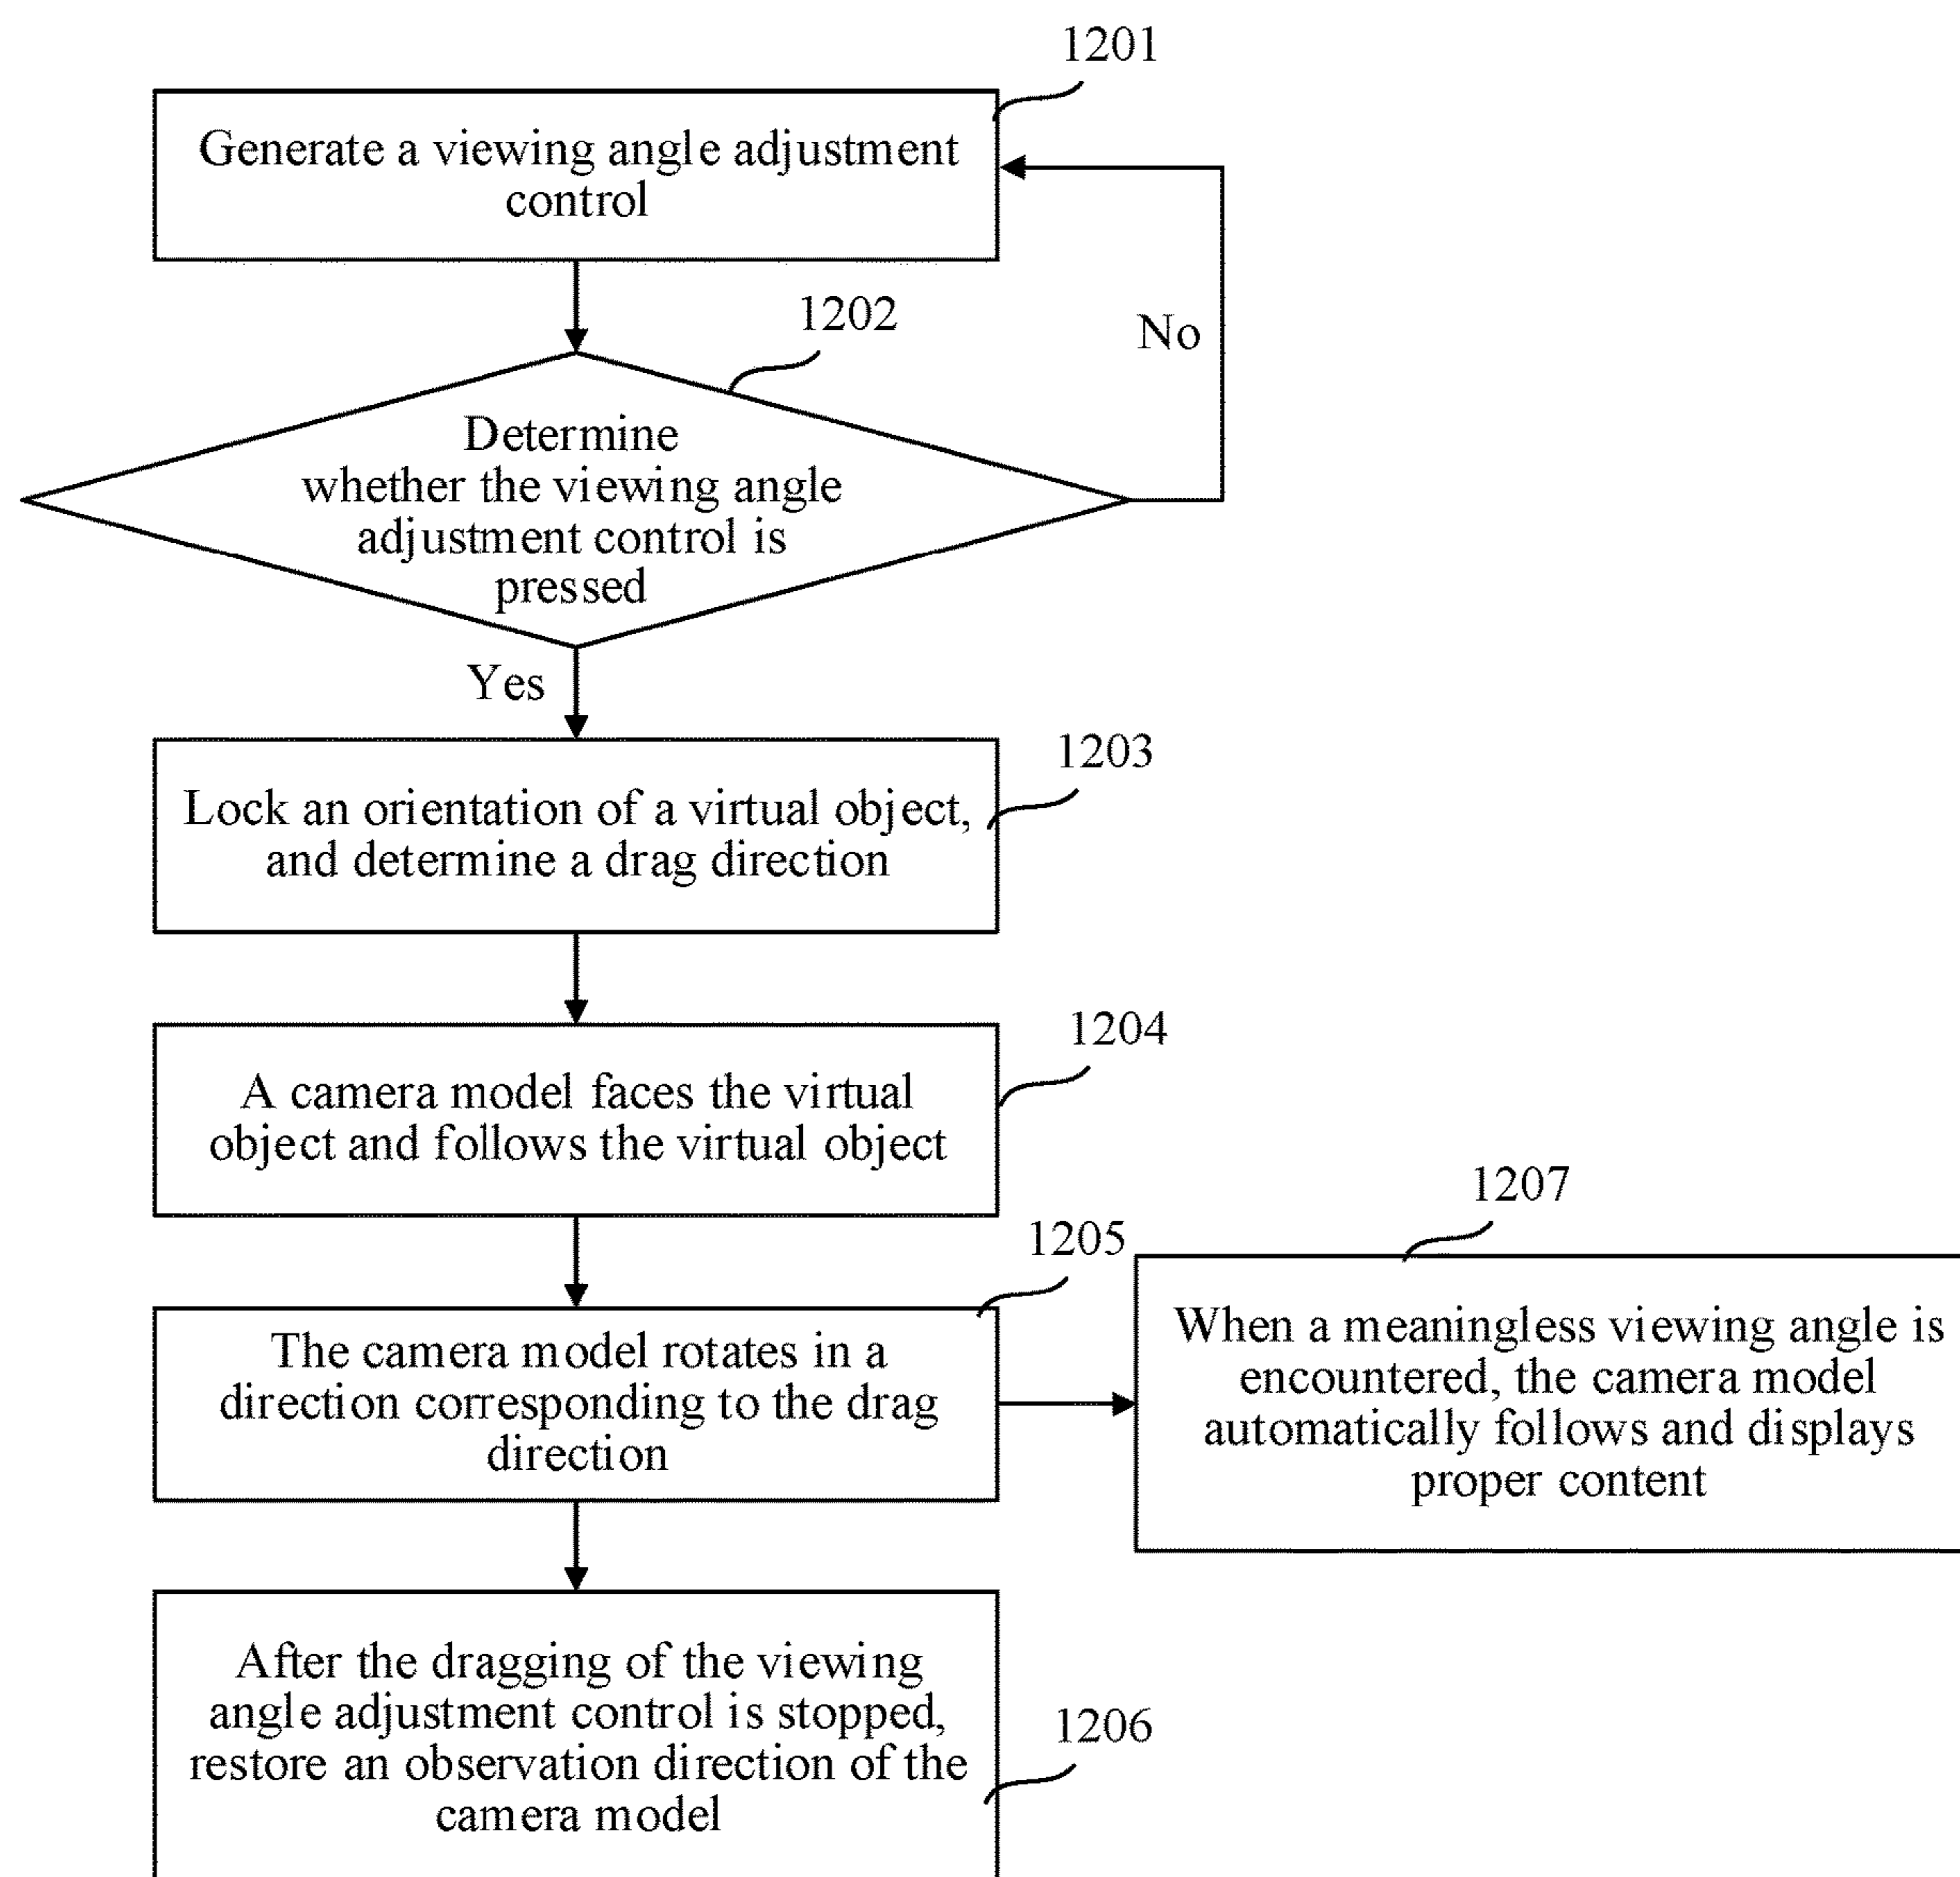 1201
Generate a viewing angle adjustment
control
1202
No
Determine
whether the viewing angle
adjustment control is
pressed
Yes
1203
Lock an orientation of a virtual object,
and determine a drag direction
1204
A camera model faces the virtual
object and follows the virtual object
1205
The camera model rotates in a
direction corresponding to the drag
direction
1207
When a meaningless viewing angle is
encountered, the camera model
automatically follows and displays
proper content
After the dragging of the viewing
angle adjustment control is stopped,
restore an observation direction of the
camera model
1206